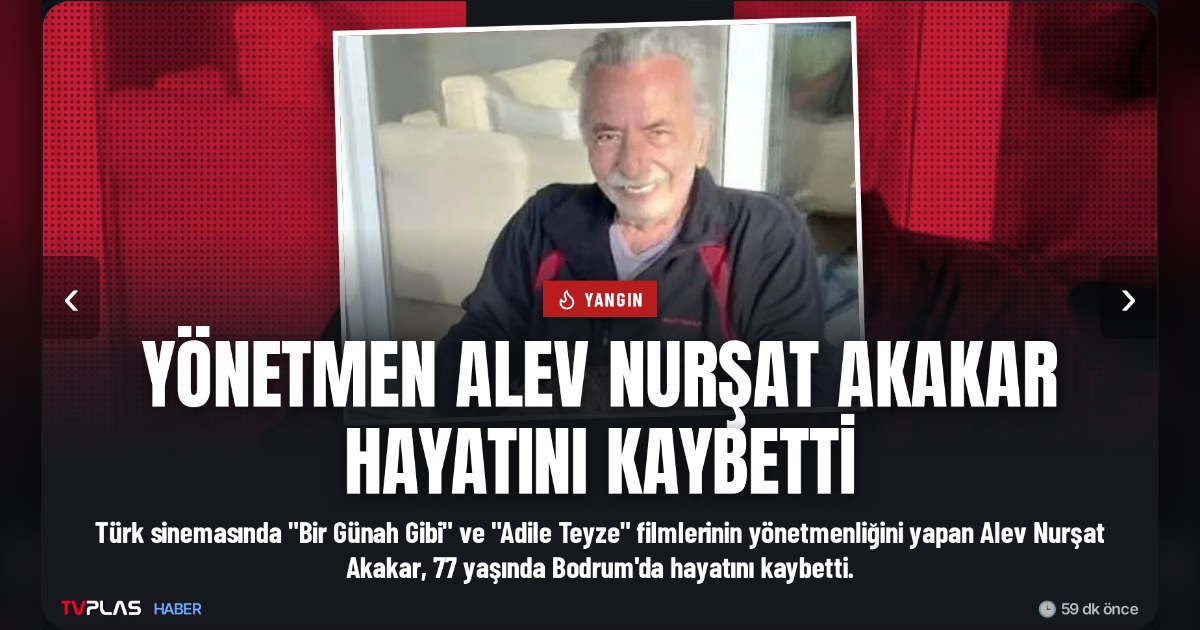 YANGIN
YÖNETMEN ALEV NURŞAT AKAKAR
HAYATINI KAYBETTİ
Türk sinemasında "Bir Günah Gibi" ve "Adile Teyze" filmlerinin yönetmenliğini yapan Alev Nurşat
Akakar, 77 yaşında Bodrum'da hayatını kaybetti.
TVPLAS HABER
59 dk önce